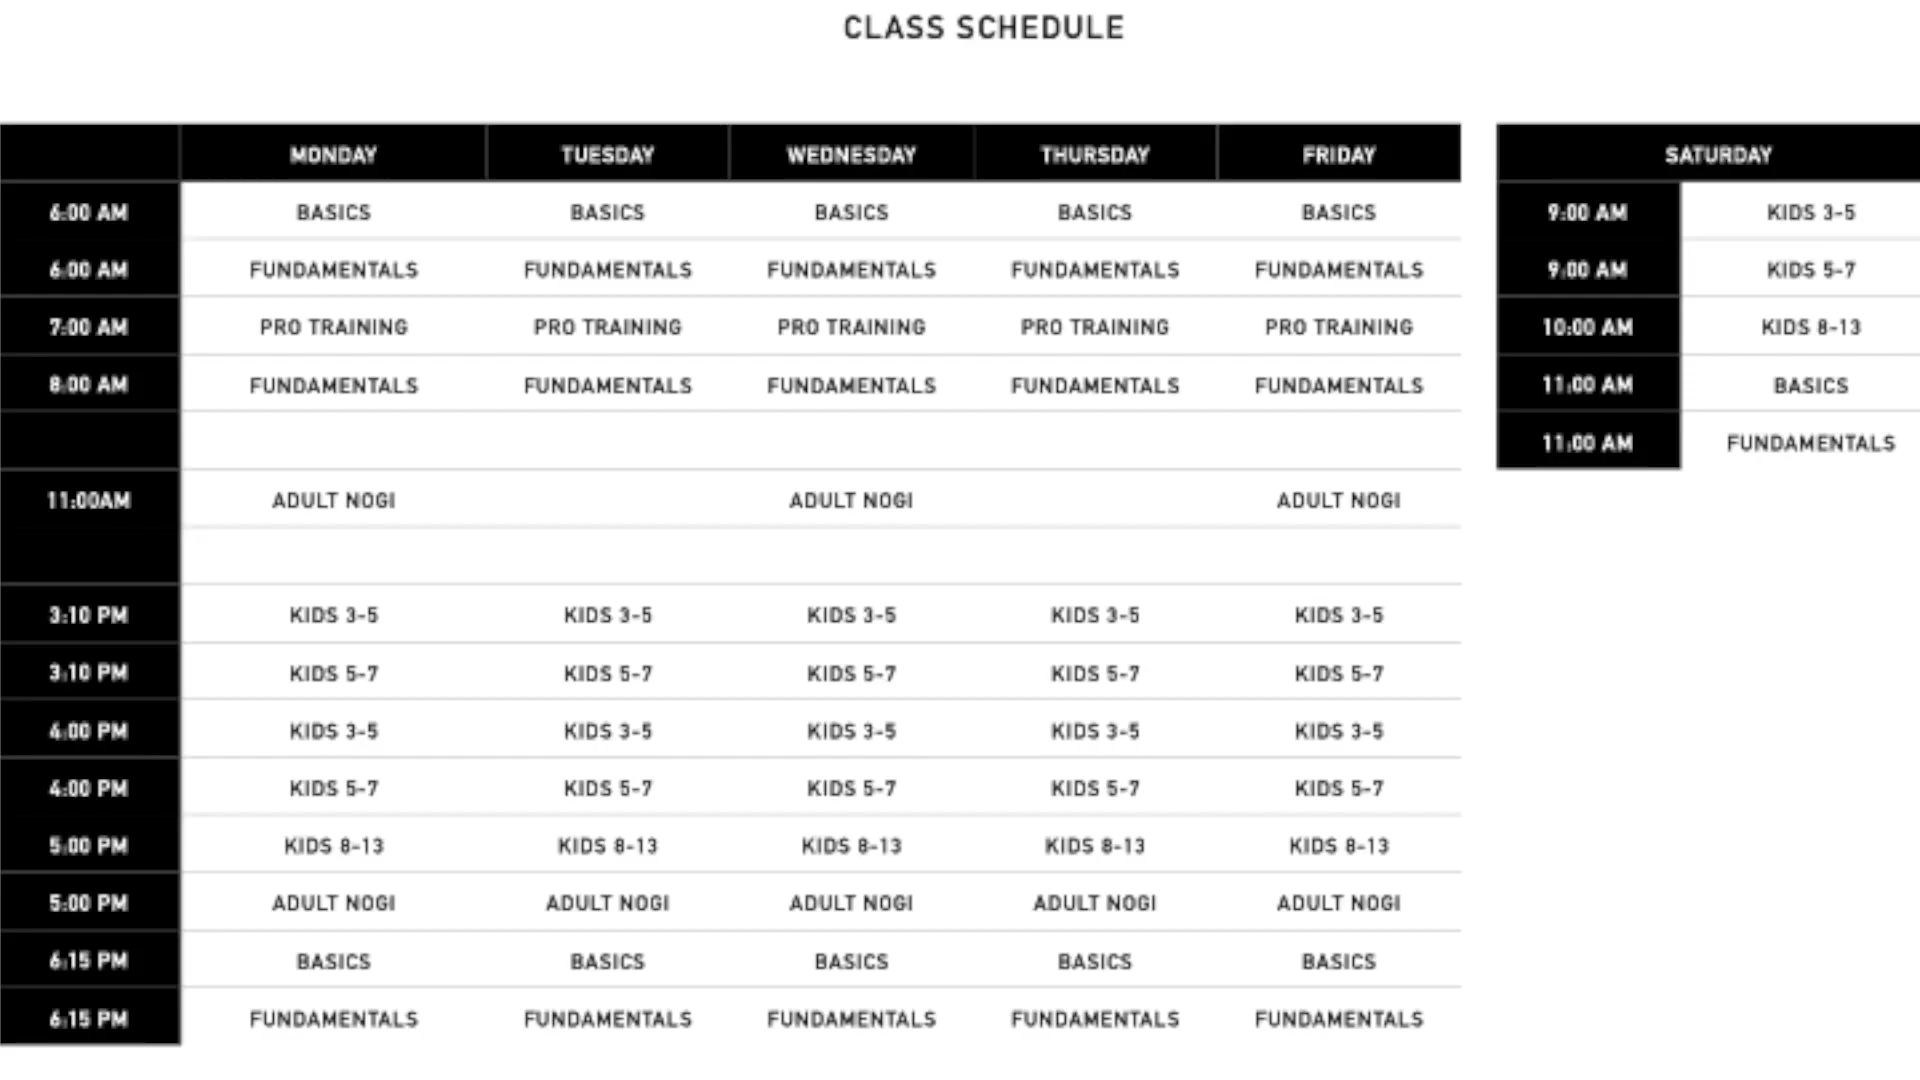 CLASS SCHEDULE
MONDAY TUESDAY WEDNESDAY THURSDAY FRIDAY SATURDAY
6:00 AM BASICS BASICS BASICS BASICS BASICS 9:00 AM KIDS 3-5
6:00 AM FUNDAMENTALS FUNDAMENTALS FUNDAMENTALS FUNDAMENTALS FUNDAMENTALS 9:00 AM KIDS 5-7
7:00 AM PRO TRAINING PRO TRAINING PRO TRAINING PRO TRAINING PRO TRAINING 10:00 AM KIDS 8-13
8:00 AM FUNDAMENTALS FUNDAMENTALS FUNDAMENTALS FUNDAMENTALS FUNDAMENTALS 11:00 AM BASICS
11:00 AM FUNDAMENTALS
11:00AM ADULT NOGI ADULT NOGI ADULT NOGI
3:10 PM KIDS 3-5 KIDS 3-5 KIDS 3-5 KIDS 3-5 KIDS 3-5
3:10 PM KIDS 5-7 KIDS 5-7 KIDS 5-7 KIDS 5-7 KIDS 5-7
4:00 PM KIDS 3-5 KIDS 3-5 KIDS 3-5 KIDS 3-5 KIDS 3-5
4:00 PM KIDS 5-7 KIDS 5-7 KIDS 5-7 KIDS 5-7 KIDS 5-7
5:00 PM KIDS 8-13 KIDS 8-13 KIDS 8-13 KIDS 8-13 KIDS 8-13
5:00 PM ADULT NOGI ADULT NOGI ADULT NOGI ADULT NOGI ADULT NOGI
6:15 PM BASICS BASICS BASICS BASICS BASICS
6:15 PM FUNDAMENTALS FUNDAMENTALS FUNDAMENTALS FUNDAMENTALS FUNDAMENTALS